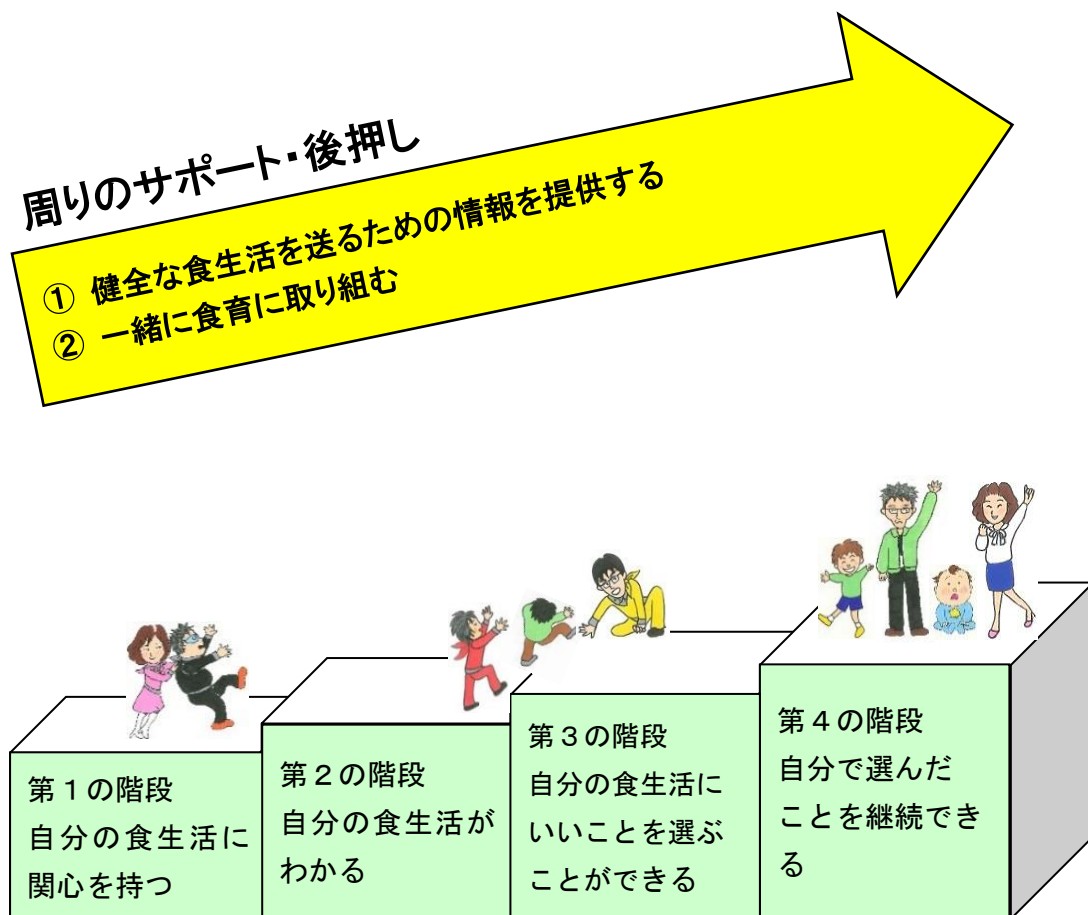 周りのサポート・後押し
① 健全な食生活を送るための情報を提供する
② 一緒に食育に取り組む
第１の階段
自分の食生活に
関心を持つ
第２の階段
自分の食生活が
わかる
第３の階段
自分の食生活に
いいことを選ぶ
ことができる
第４の階段
自分で選んだ
ことを継続でき
る